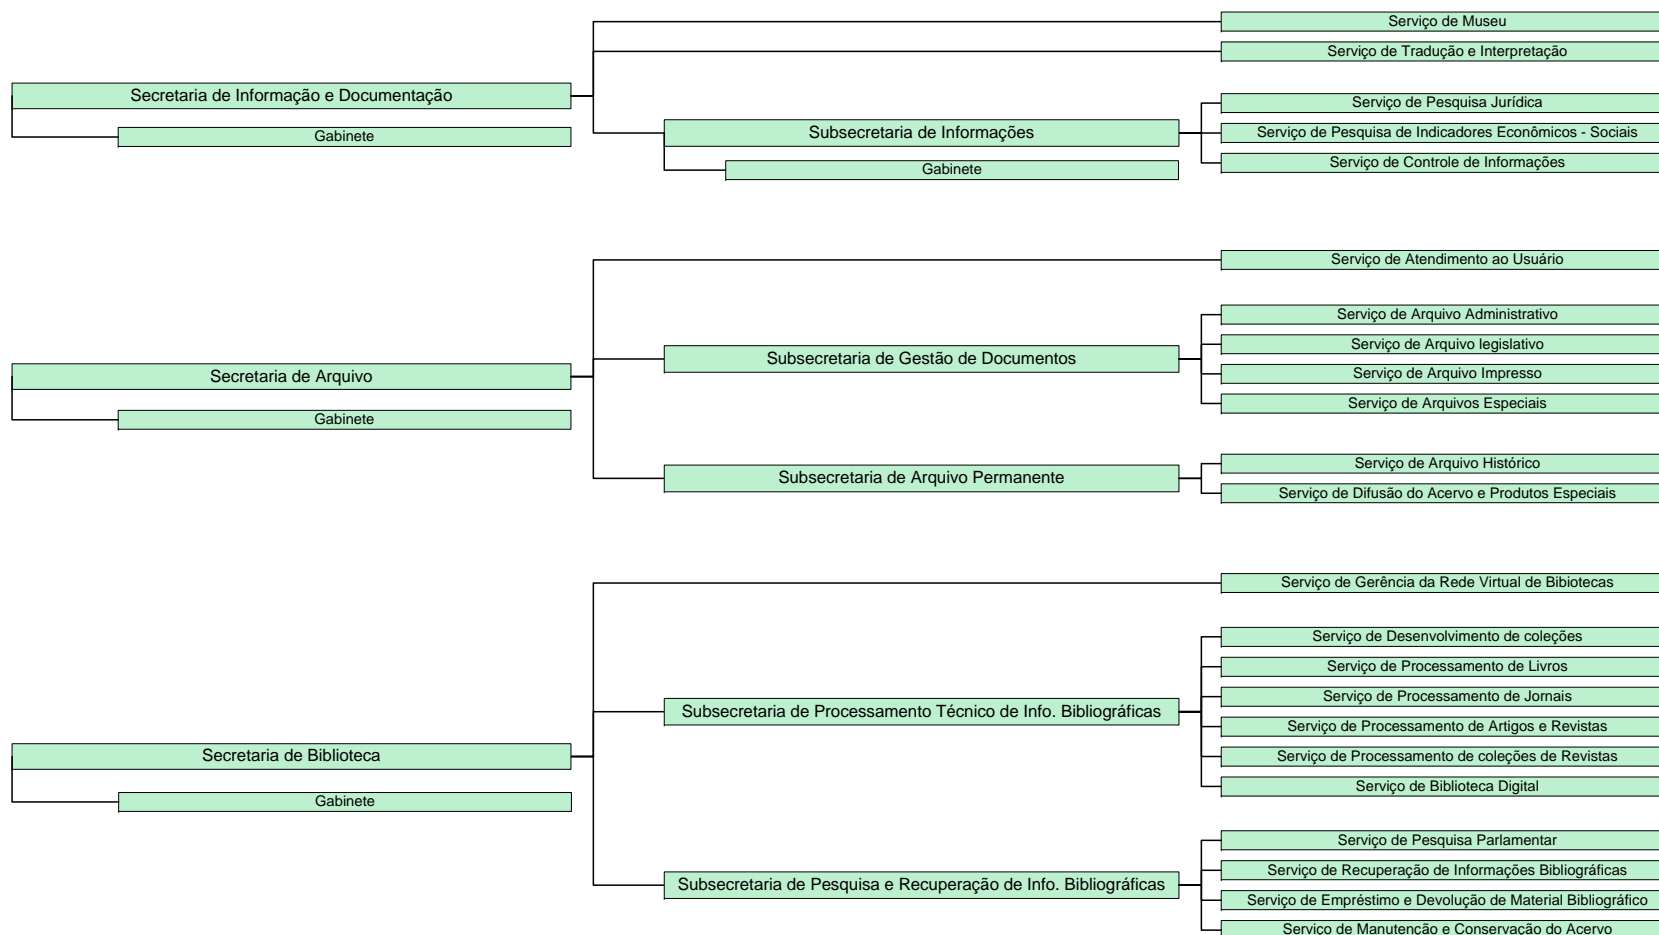 Serviço de Museu
Serviço de Tradução e Interpretação
Secretaria de Informação e Documentação
Gabinete
Subsecretaria de Informações
Gabinete
Serviço de Pesquisa Jurídica
Serviço de Pesquisa de Indicadores Econômicos - Sociais
Serviço de Controle de Informações
Serviço de Atendimento ao Usuário
Secretaria de Arquivo
Gabinete
Subsecretaria de Gestão de Documentos
Serviço de Arquivo Administrativo
Serviço de Arquivo legislativo
Serviço de Arquivo Impresso
Serviço de Arquivos Especiais
Subsecretaria de Arquivo Permanente
Serviço de Arquivo Histórico
Serviço de Difusão do Acervo e Produtos Especiais
Serviço de Gerência da Rede Virtual de Bibiotecas
Secretaria de Biblioteca
Gabinete
Subsecretaria de Processamento Técnico de Info. Bibliográficas
Serviço de Desenvolvimento de coleções
Serviço de Processamento de Livros
Serviço de Processamento de Jornais
Serviço de Processamento de Artigos e Revistas
Serviço de Processamento de coleções de Revistas
Serviço de Biblioteca Digital
Subsecretaria de Pesquisa e Recuperação de Info. Bibliográficas
Serviço de Pesquisa Parlamentar
Serviço de Recuperação de Informações Bibliográficas
Serviço de Empréstimo e Devolução de Material Bibliográfico
Serviço de Manutenção e Conservação do Acervo